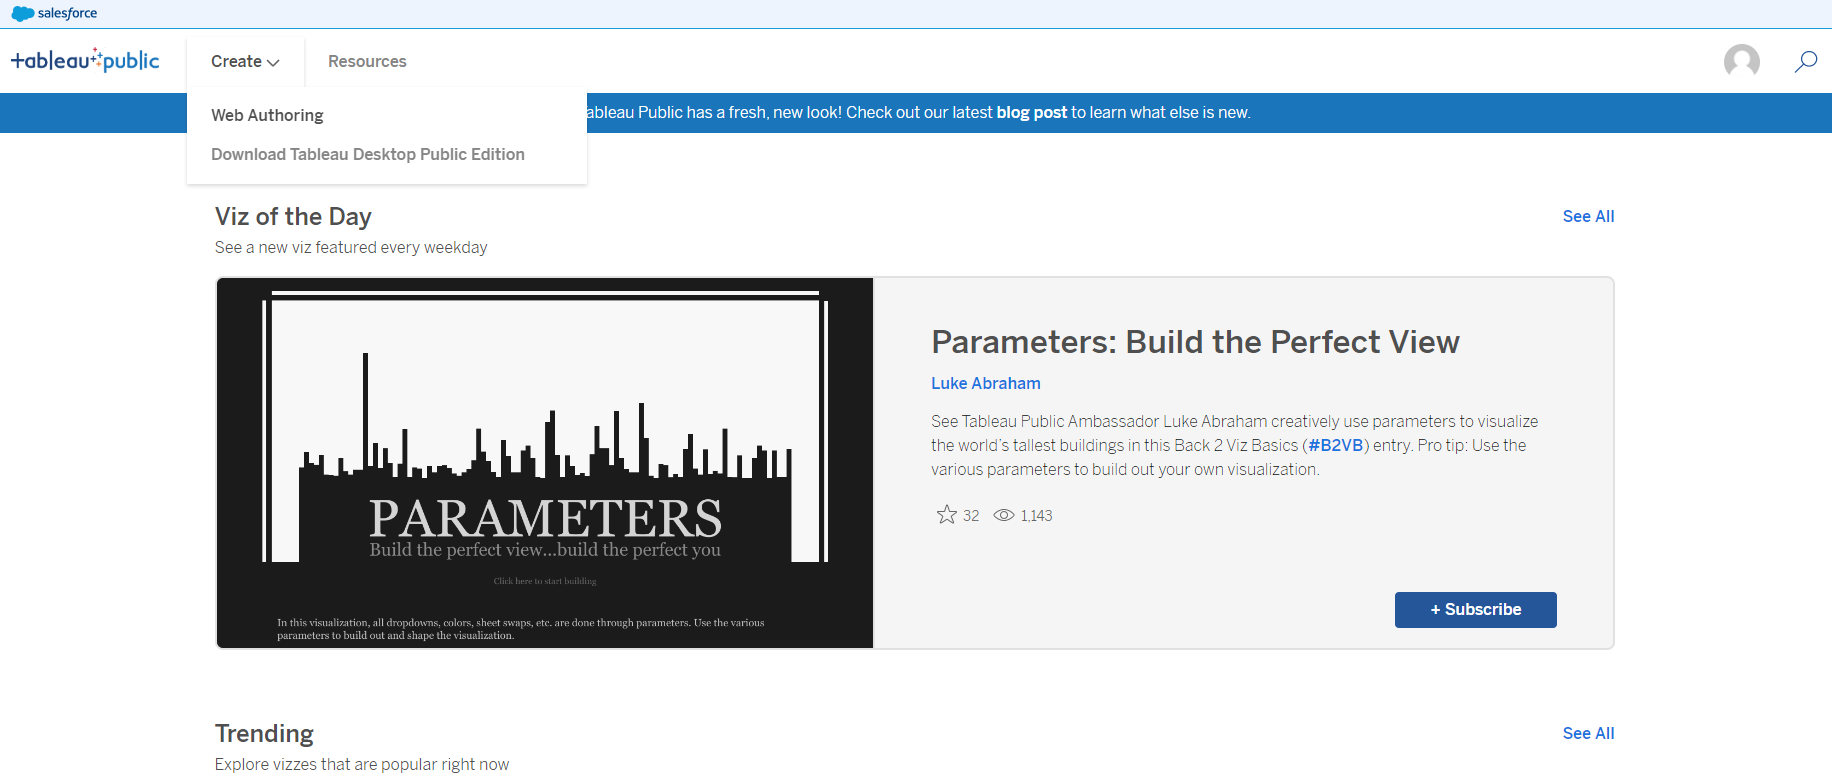 salesforce
tableau public
Create
Resources
Web Authoring
Download Tableau Desktop Public Edition
ableau Public has a fresh, new look! Check out our latest blog post to learn what else is new.
Viz of the Day
See All
See a new viz featured every weekday
PARAMETERS
Build the perfect view...build the perfect you
Click here to start building
In this visualization, all dropdowns, colors, sheet swaps, etc. are done through parameters. Use the various
parameters to build out and shape the visualization.
Parameters: Build the Perfect View
Luke Abraham
See Tableau Public Ambassador Luke Abraham creatively use parameters to visualize
the world's tallest buildings in this Back 2 Viz Basics (#B2VB) entry. Pro tip: Use the
various parameters to build out your own visualization.
32 1,143
+ Subscribe
Trending
See All
Explore vizzes that are popular right now